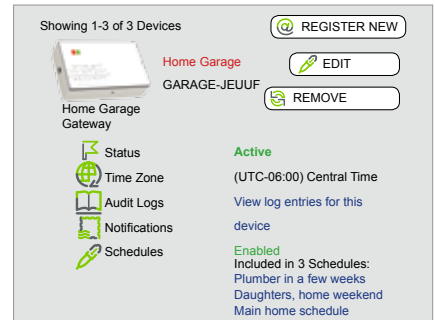 Showing 1-3 of 3 Devices
REGISTER NEW
Home Garage
EDIT
GARAGE-JEUUF
REMOVE
Home Garage
Gateway
Status Active
Time Zone (UTC-06:00) Central Time
Audit Logs View log entries for this
Notifications device
Schedules Enabled
Included in 3 Schedules:
Plumber in a few weeks
Daughters, home weekend
Main home schedule